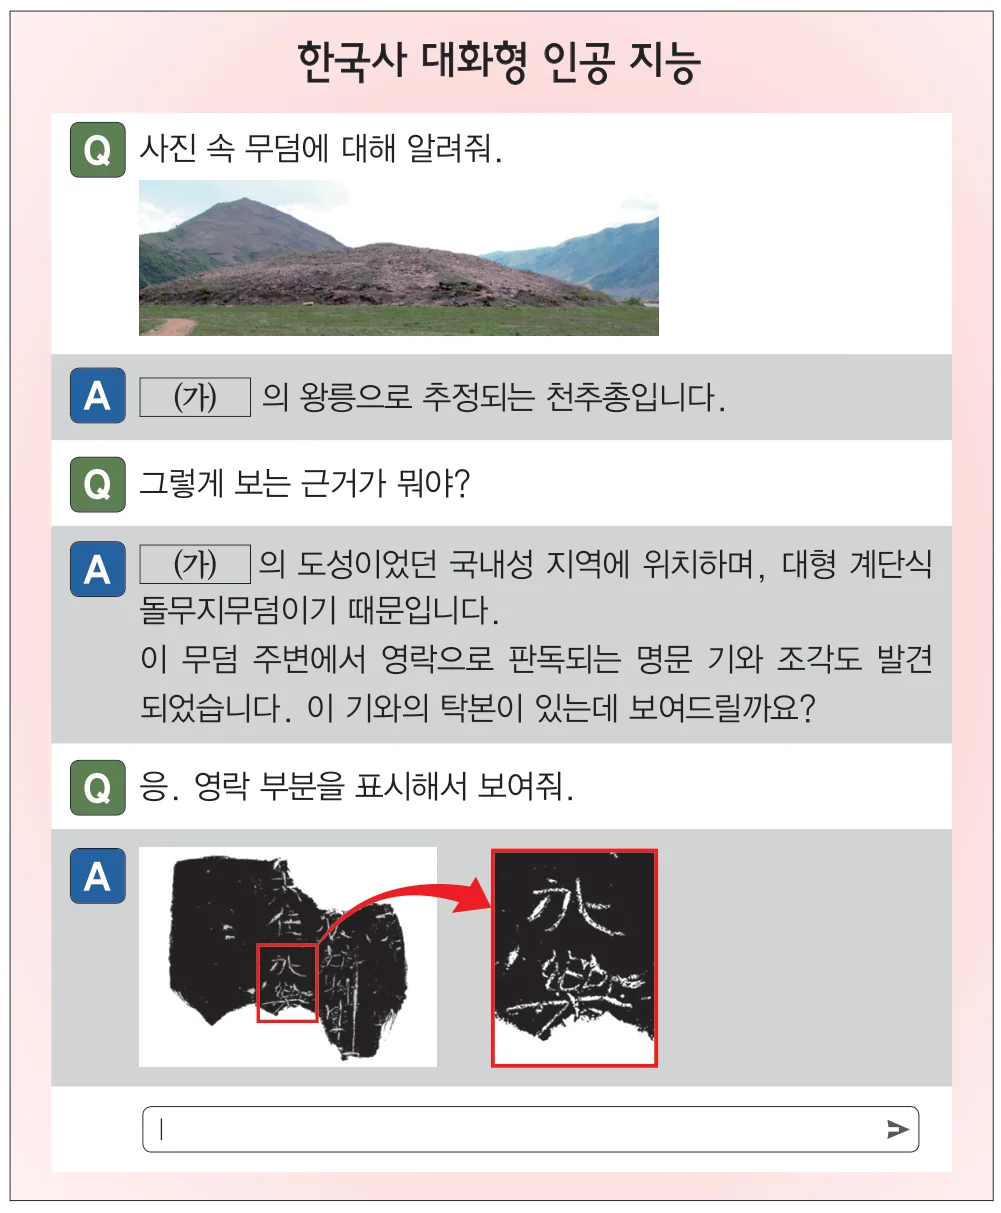 한국사 대화형 인공 지능
Q 사진 속 무덤에 대해 알려줘.
A (가) 의 왕릉으로 추정되는 천추총입니다.
Q 그렇게 보는 근거가 뭐야?
A (가) 의 도성이었던 국내성 지역에 위치하며, 대형 계단식
돌무지무덤이기 때문입니다.
이 무덤 주변에서 영락으로 판독되는 명문 기와 조각도 발견
되었습니다. 이 기와의 탁본이 있는데 보여드릴까요?
Q 응. 영락 부분을 표시해서 보여줘.
A
永
樂